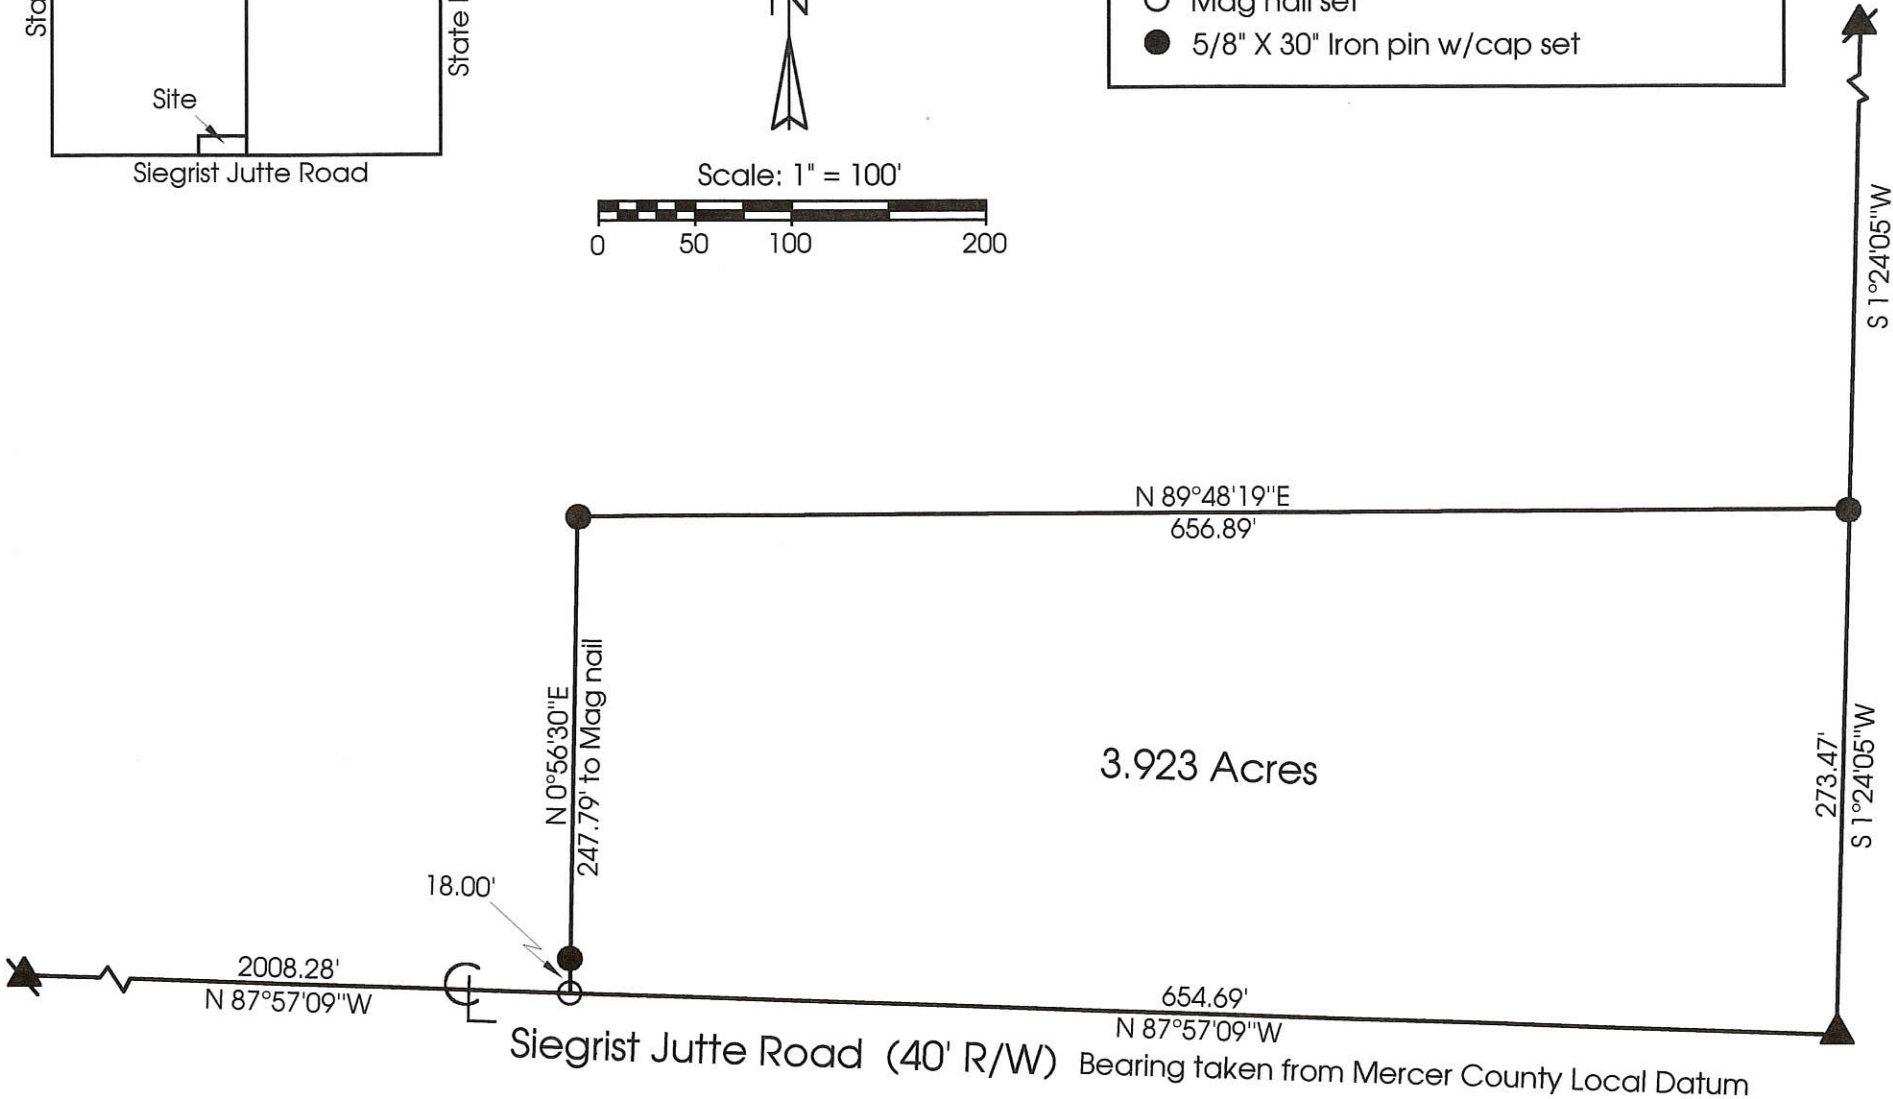 N
Mag nail set
5/8" X 30" Iron pin w/cap set
Site
Siegrist Jutte Road
Scale: 1" = 100'
0 50 100 200
S 1°24'05"W
N 89°48'19"E
656.89'
N 0°56'30"E
247.79' to Mag nail
3.923 Acres
273.47'
S 1°24'05"W
18.00'
2008.28'
N 87°57'09"W
654.69'
N 87°57'09"W
Siegrist Jutte Road (40' R/W)
Bearing taken from Mercer County Local Datum
State